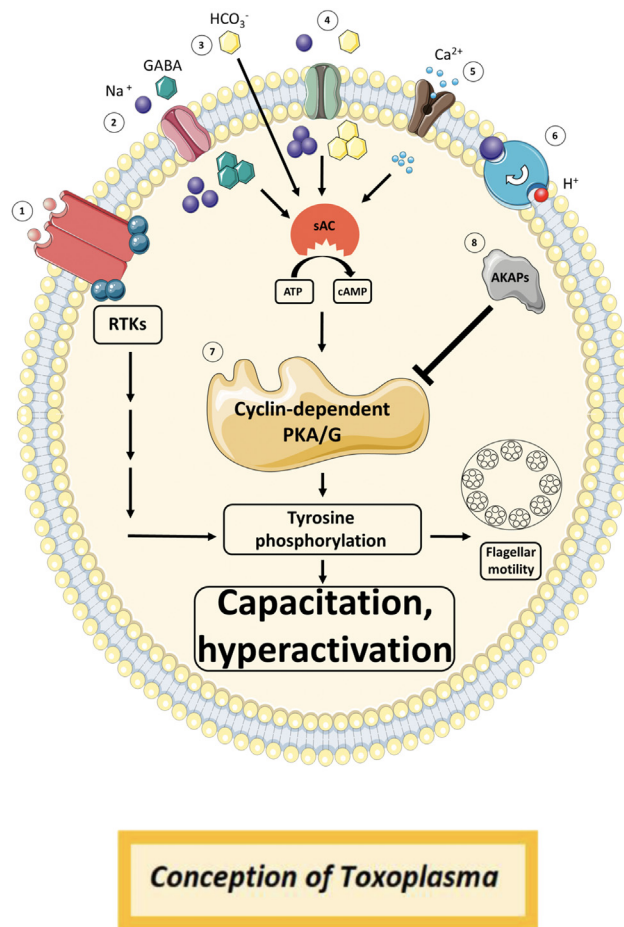 HCO₃⁻
3
4
GABA
Ca²⁺
5
Na⁺
2
6
H⁺
1
sAC
8
AKAPs
ATP
cAMP
RTKs
7
Cyclin-dependent
PKA/G
Tyrosine
phosphorylation
Flagellar
motility
Capacitation,
hyperactivation
Conception of Toxoplasma